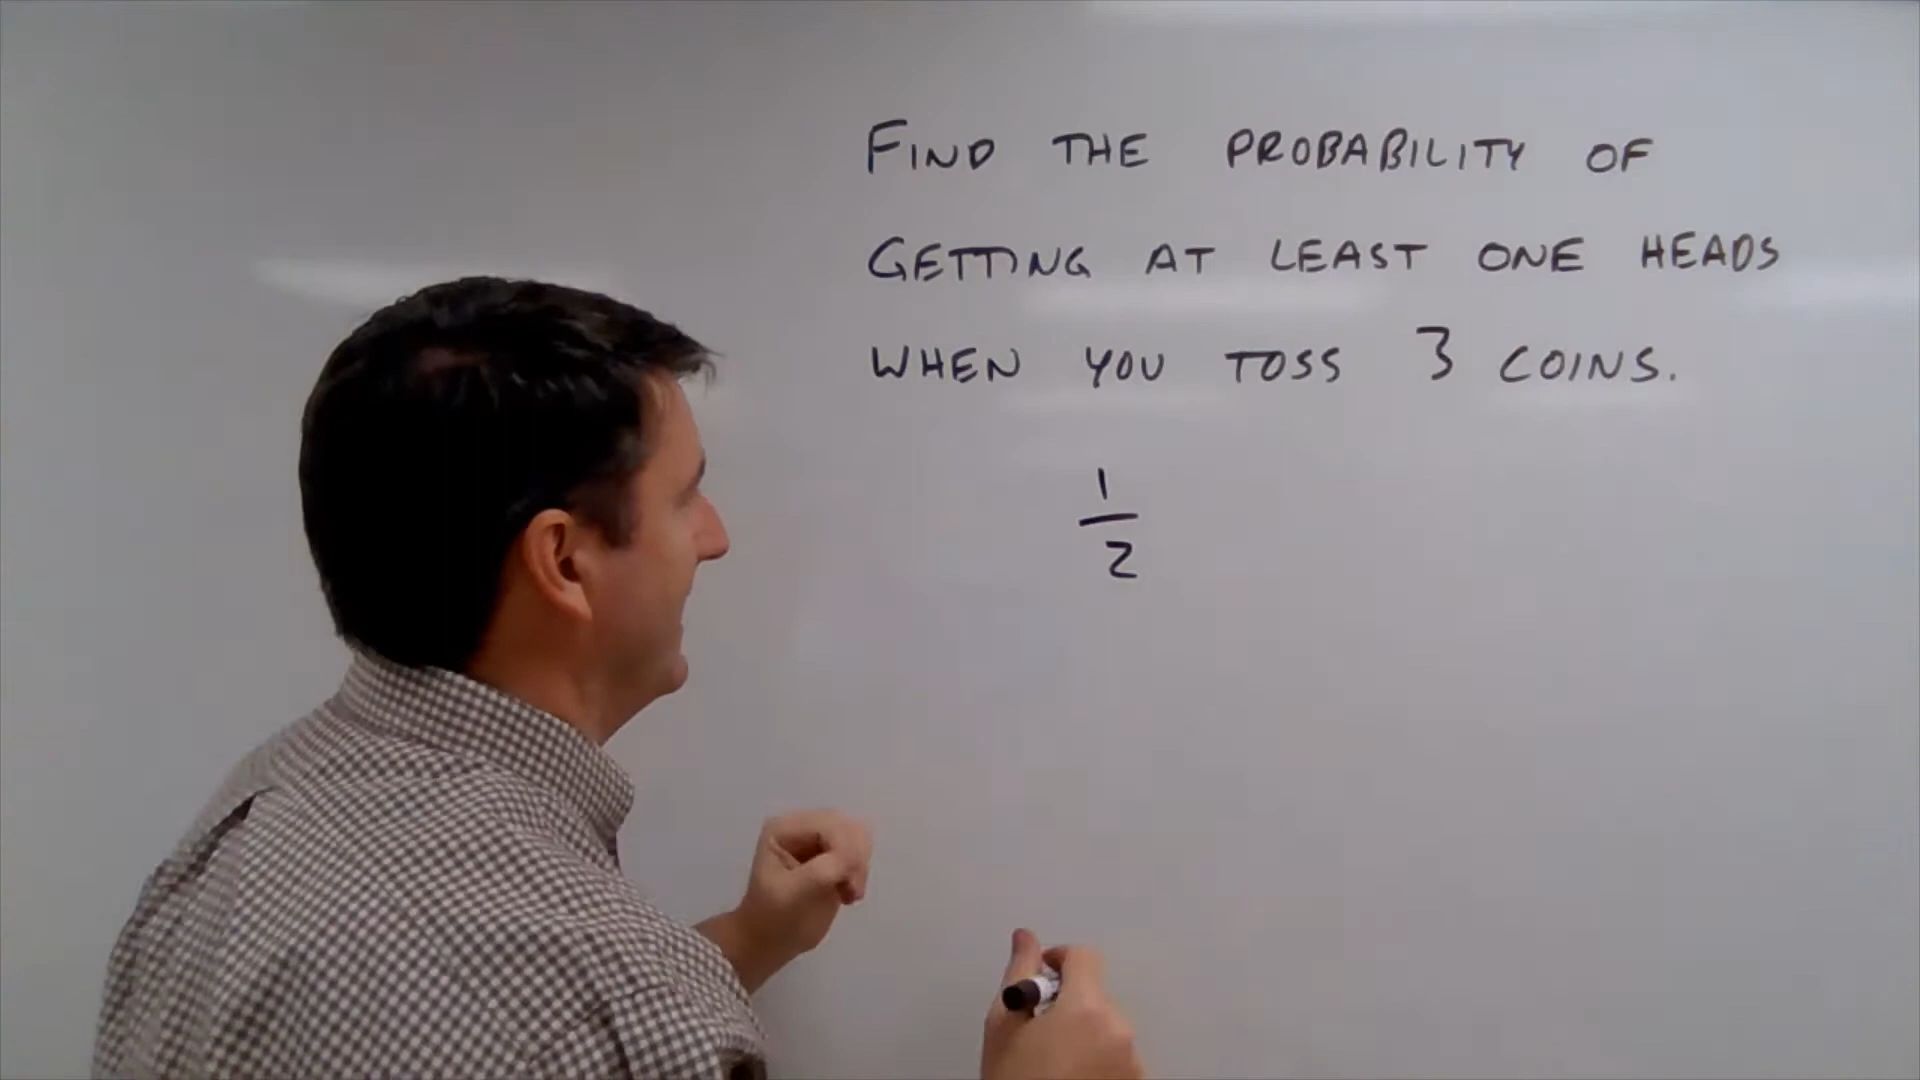 FIND THE PROBABILITY OF
GETTING AT LEAST ONE HEADS
WHEN YOU TOSS 3 COINS.
1
2